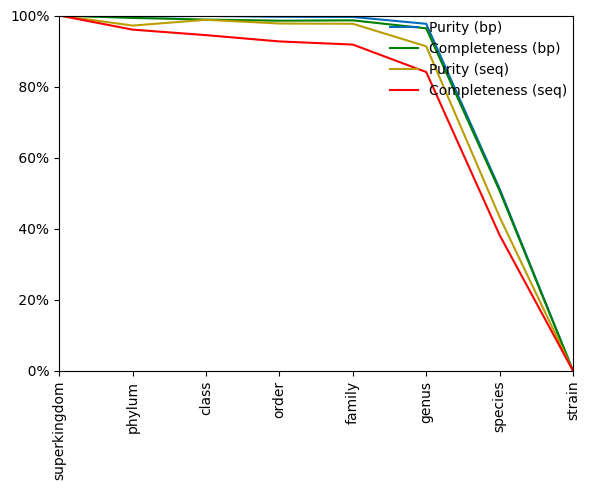 100%
80%
60%
40%
20%
0%
Purity (bp)
Completeness (bp)
Purity (seq)
Completeness (seq)
superkingdom
phylum
class
order
family
genus
species
strain